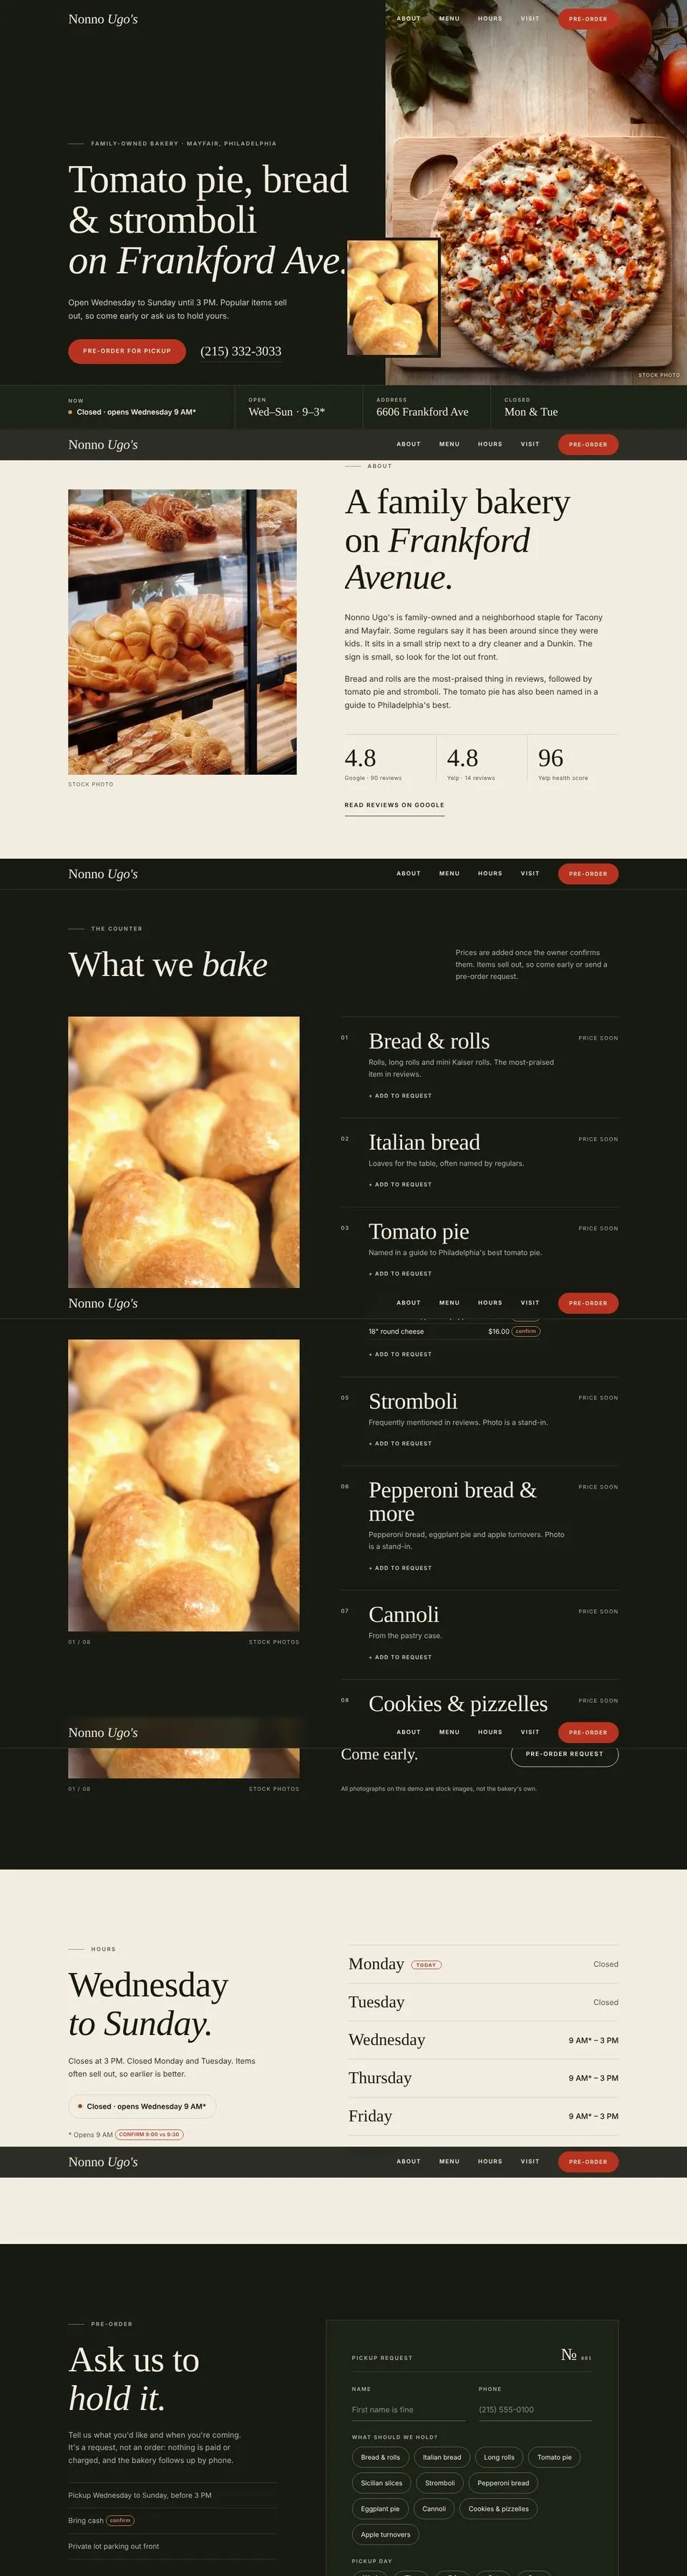 Nonno Ugo's
ABOUT MENU HOURS VISIT PRE-ORDER
FAMILY-OWNED BAKERY · MAYFAIR, PHILADELPHIA
Tomato pie, bread
& stromboli
on Frankford Ave.
Open Wednesday to Sunday until 3 PM. Popular items sell
out, so come early or ask us to hold yours.
PRE-ORDER FOR PICKUP (215) 332-3033
STOCK PHOTO
NOW
Closed · opens Wednesday 9 AM*
OPEN
Wed–Sun · 9–3*
ADDRESS
6606 Frankford Ave
CLOSED
Mon & Tue
Nonno Ugo's
ABOUT MENU HOURS VISIT PRE-ORDER
ABOUT
A family bakery
on Frankford
Avenue.
Nonno Ugo's is family-owned and a neighborhood staple for Tacony
and Mayfair. Some regulars say it has been around since they were
kids. It sits in a small strip next to a dry cleaner and a Dunkin. The
sign is small, so look for the lot out front.
Bread and rolls are the most-praised thing in reviews, followed by
tomato pie and stromboli. The tomato pie has also been named in a
guide to Philadelphia's best.
4.8
Google · 90 reviews
4.8
Yelp · 14 reviews
96
Yelp health score
STOCK PHOTO
READ REVIEWS ON GOOGLE
Nonno Ugo's
ABOUT MENU HOURS VISIT PRE-ORDER
THE COUNTER
What we bake
Prices are added once the owner confirms
them. Items sell out, so come early or send a
pre-order request.
01 Bread & rolls PRICE SOON
Rolls, long rolls and mini Kaiser rolls. The most-praised
item in reviews.
+ ADD TO REQUEST
02 Italian bread PRICE SOON
Loaves for the table, often named by regulars.
+ ADD TO REQUEST
03 Tomato pie PRICE SOON
Named in a guide to Philadelphia's best tomato pie.
+ ADD TO REQUEST
Nonno Ugo's
ABOUT MENU HOURS VISIT PRE-ORDER
18" round cheese $16.00 confirm
+ ADD TO REQUEST
05 Stromboli PRICE SOON
Frequently mentioned in reviews. Photo is a stand-in.
+ ADD TO REQUEST
06 Pepperoni bread & PRICE SOON
more
Pepperoni bread, eggplant pie and apple turnovers. Photo
is a stand-in.
+ ADD TO REQUEST
07 Cannoli PRICE SOON
From the pastry case.
+ ADD TO REQUEST
01 / 08 STOCK PHOTOS
08 Cookies & pizzelles PRICE SOON
Nonno Ugo's
ABOUT MENU HOURS VISIT PRE-ORDER
Come early. PRE-ORDER REQUEST
01 / 08 STOCK PHOTOS
All photographs on this demo are stock images, not the bakery's own.
HOURS
Wednesday
to Sunday.
Closes at 3 PM. Closed Monday and Tuesday. Items
often sell out, so earlier is better.
Closed · opens Wednesday 9 AM*
* Opens 9 AM CONFIRM 9:00 vs 9:30
Monday TODAY Closed
Tuesday Closed
Wednesday 9 AM* – 3 PM
Thursday 9 AM* – 3 PM
Friday 9 AM* – 3 PM
Nonno Ugo's
ABOUT MENU HOURS VISIT PRE-ORDER
PRE-ORDER
Ask us to
hold it.
Tell us what you'd like and when you're coming.
It's a request, not an order: nothing is paid or
charged, and the bakery follows up by phone.
Pickup Wednesday to Sunday, before 3 PM
Bring cash confirm
Private lot parking out front
PICKUP REQUEST № 001
NAME PHONE
First name is fine (215) 555-0100
WHAT SHOULD WE HOLD?
Bread & rolls Italian bread Long rolls Tomato pie
Sicilian slices Stromboli Pepperoni bread
Eggplant pie Cannoli Cookies & pizzelles
Apple turnovers
PICKUP DAY